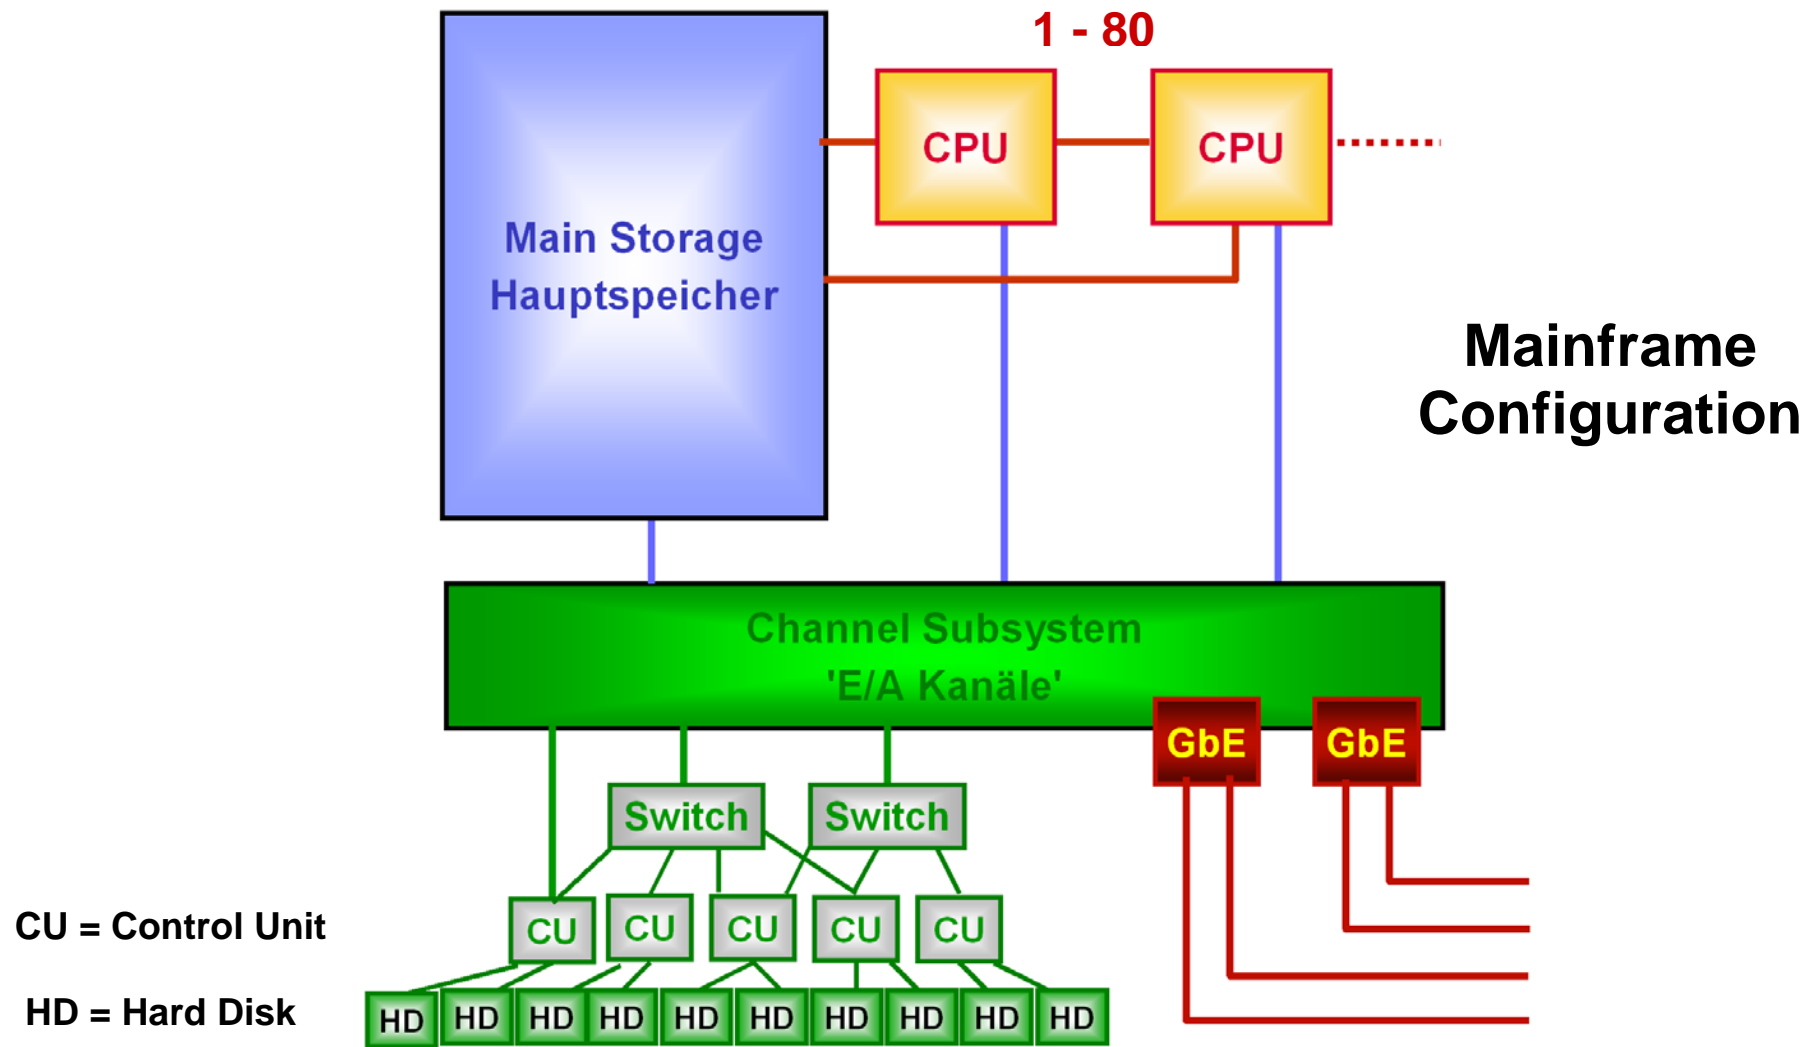 1 - 80
CPU
CPU
Main Storage
Hauptspeicher
Mainframe
Configuration
Channel Subsystem
'E/A Kanäle'
GbE
GbE
Switch
Switch
CU = Control Unit
CU
CU
CU
CU
CU
HD = Hard Disk
HD
HD
HD
HD
HD
HD
HD
HD
HD
HD